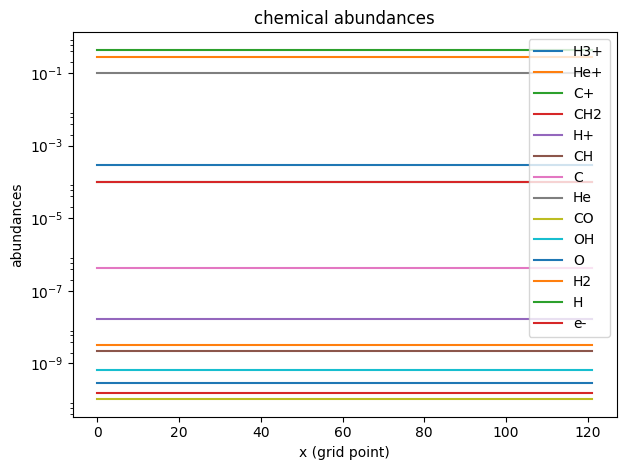 chemical abundances
abundances
10⁻¹
10⁻³
10⁻⁵
10⁻⁷
10⁻⁹
H3+
He+
C+
CH2
H+
CH
C
He
CO
OH
O
H2
H
e-
0 20 40 60 80 100 120
x (grid point)